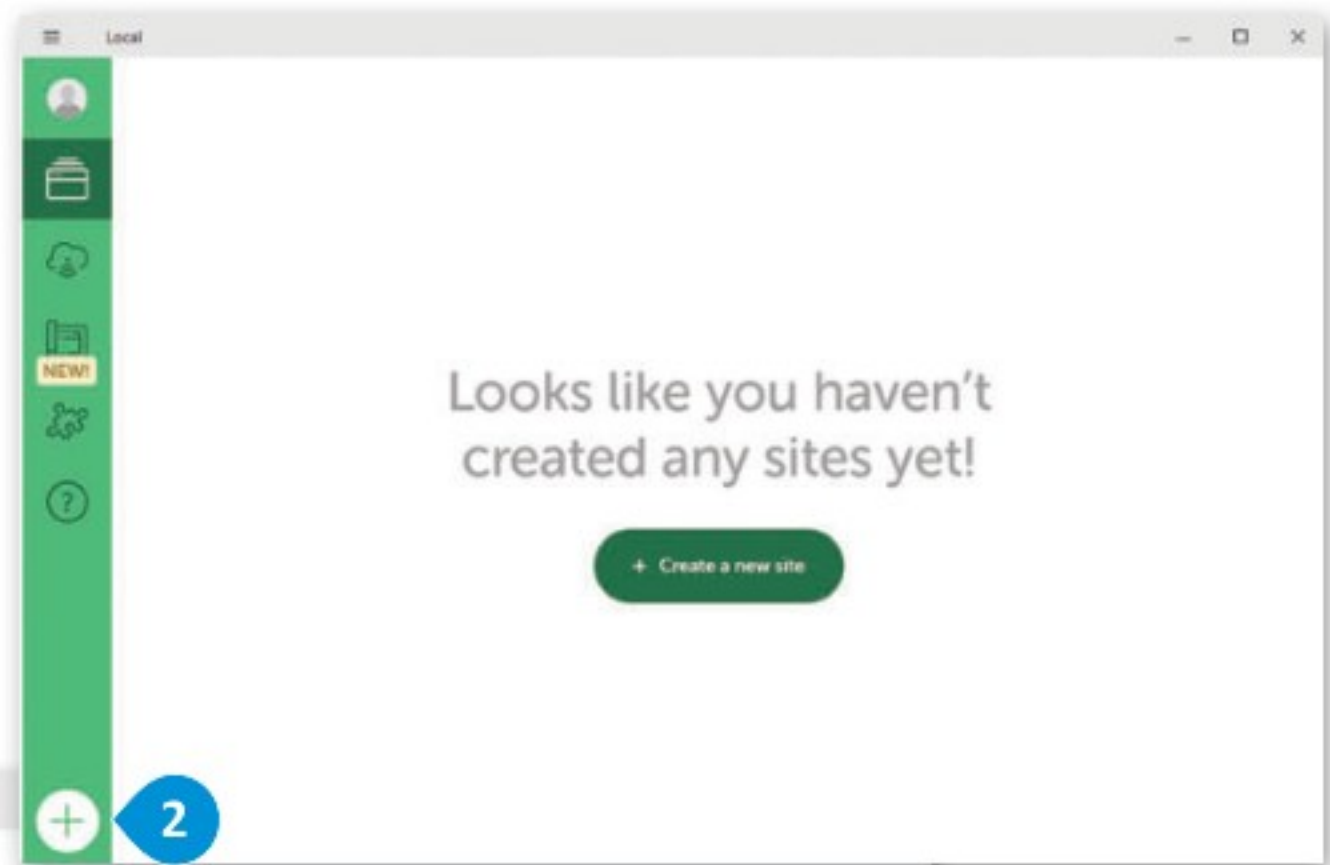 Local
NEW!
Looks like you haven't
created any sites yet!
+ Create a new site
2